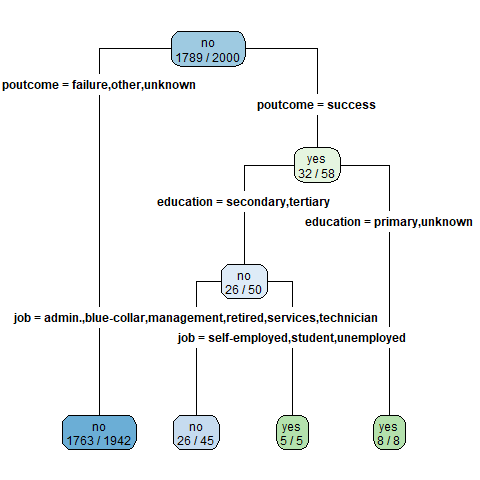 no
1789 / 2000
poutcome = failure,other,unknown
poutcome = success
yes
32 / 58
education = secondary,tertiary
education = primary,unknown
no
26 / 50
job = admin.,blue-collar,management,retired,services,technician
job = self-employed,student,unemployed
no
1763 / 1942
no
26 / 45
yes
5 / 5
yes
8 / 8